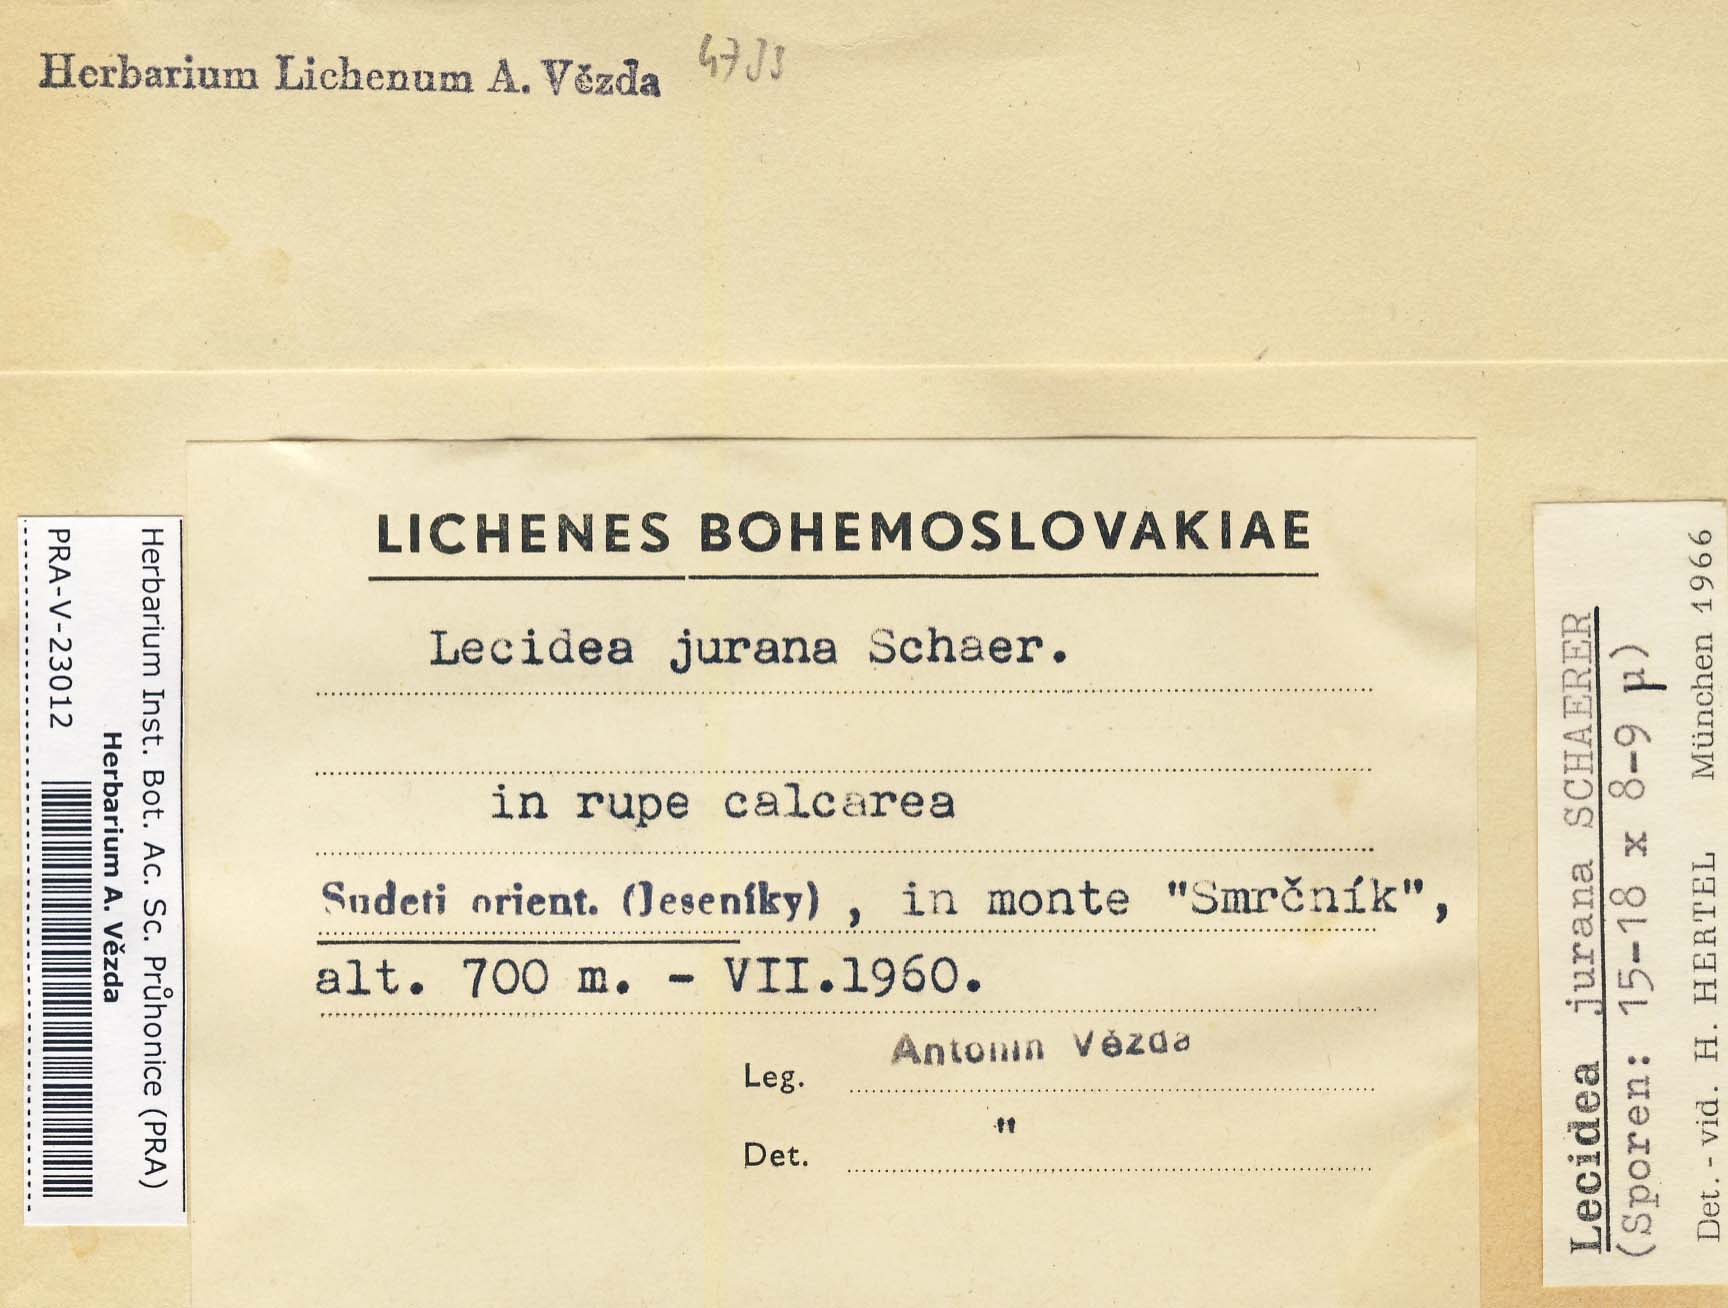 Herbarium Lichenum A. Vězda
LICHENES BOHEMOSLOVAKIAE
Lecidea jurana Schaer.
in rupe calcarea
Sudeti orient. (Jeseníky) , in monte "Smrčník",
alt. 700 m. - VII.1960.
Leg. Antonín Vězda
Det. "
Herbarium Inst. Bot. Ac. Sc. Průhonice (PRA)
Herbarium A. Vězda
PRA-V-23012
Lecidea jurana SCHAERER
(Sporen: 15-18 x 8-9 µ)
Det. - vid. H. HERTEL München 1966